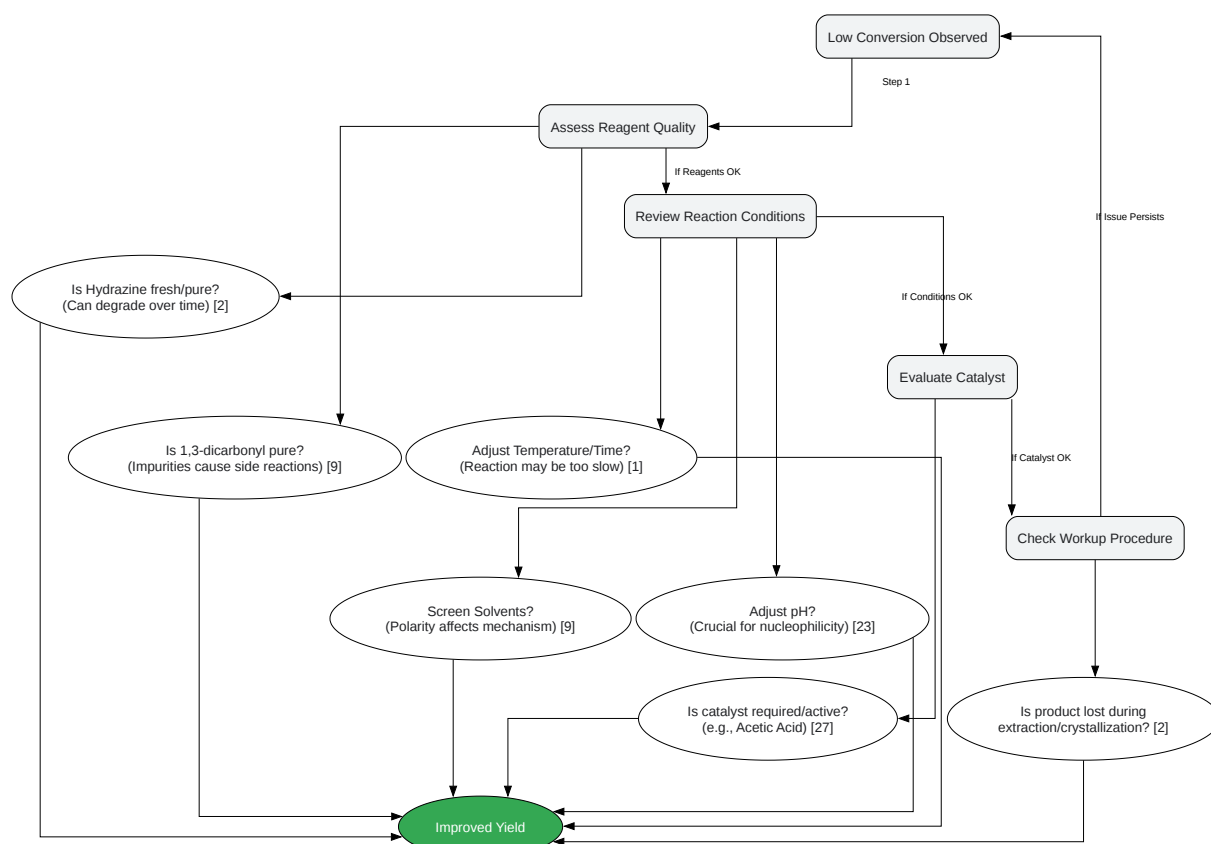 Low Conversion Observed
Step 1
Assess Reagent Quality
If Reagents OK
Review Reaction Conditions
If Issue Persists
Is Hydrazine fresh/pure?
(Can degrade over time) [2]
If Conditions OK
Evaluate Catalyst
Is 1,3-dicarbonyl pure?
(Impurities cause side reactions) [9]
Adjust Temperature/Time?
(Reaction may be too slow) [1]
If Catalyst OK
Check Workup Procedure
Screen Solvents?
(Polarity affects mechanism) [9]
Adjust pH?
(Crucial for nucleophilicity) [23]
Is catalyst required/active?
(e.g., Acetic Acid) [27]
Is product lost during
extraction/crystallization? [2]
Improved Yield